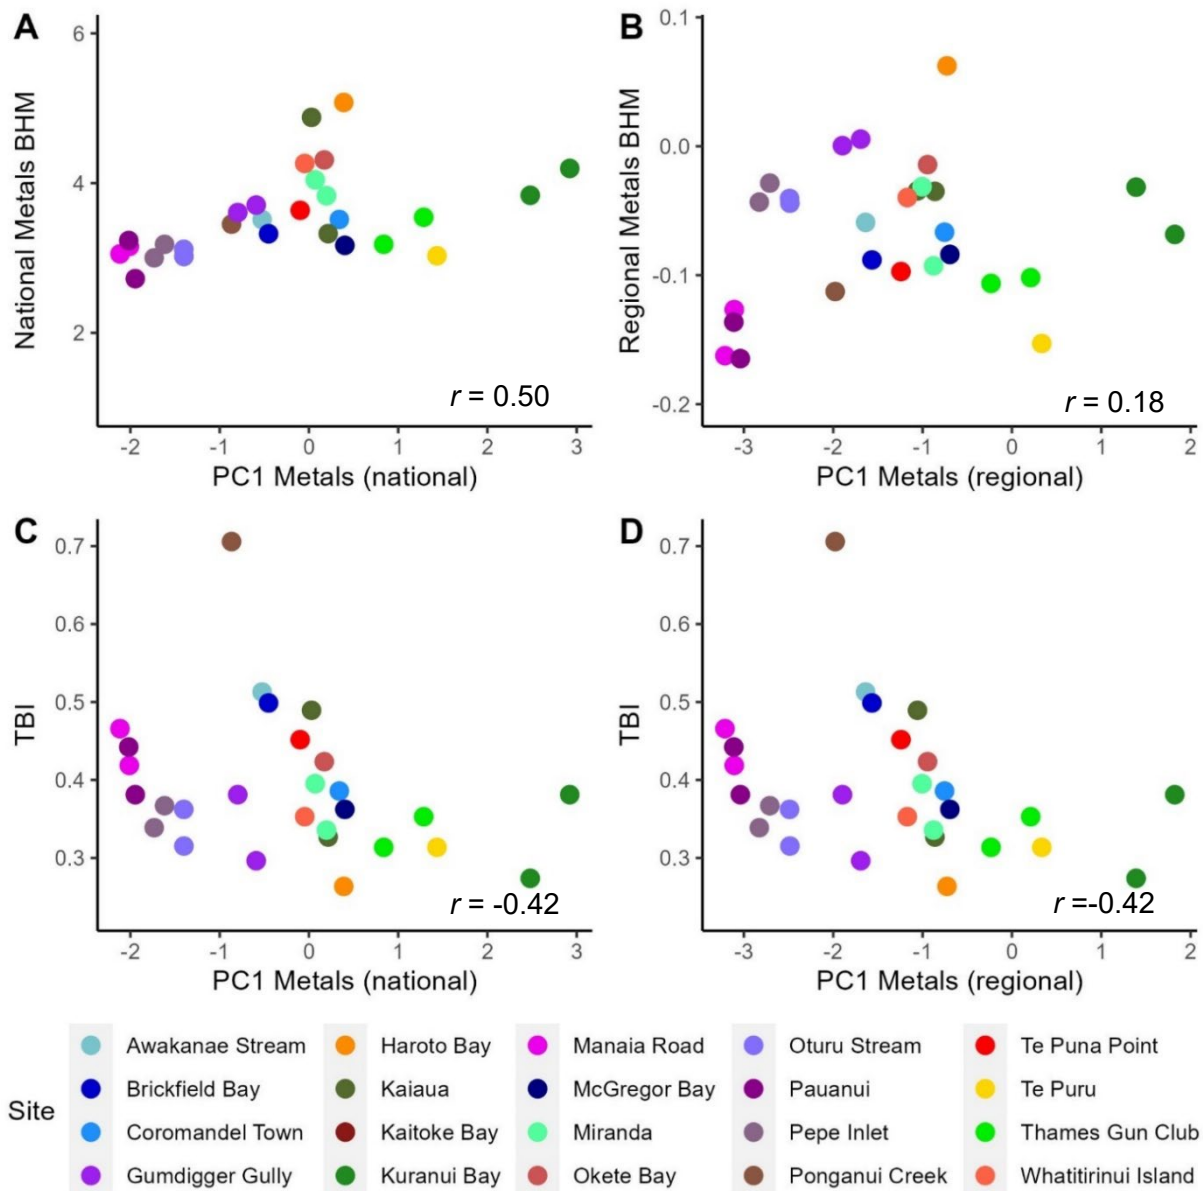 A
B
6
4
2
National Metals BHM
-2 -1 0 1 2 3
PC1 Metals (national)
r = 0.50
0.1
0.0
-0.1
-0.2
Regional Metals BHM
-3 -2 -1 0 1 2
PC1 Metals (regional)
r = 0.18
C
D
0.7
0.6
0.5
0.4
0.3
TBI
-2 -1 0 1 2 3
PC1 Metals (national)
r = -0.42
0.7
0.6
0.5
0.4
0.3
TBI
-3 -2 -1 0 1 2
PC1 Metals (regional)
r =-0.42
Site
Awakanae Stream
Brickfield Bay
Coromandel Town
Gumdigger Gully
Haroto Bay
Kaiaua
Kaitoke Bay
Kuranui Bay
Manaia Road
McGregor Bay
Miranda
Okete Bay
Oturu Stream
Pauanui
Pepe Inlet
Ponganui Creek
Te Puna Point
Te Puru
Thames Gun Club
Whatitirinui Island